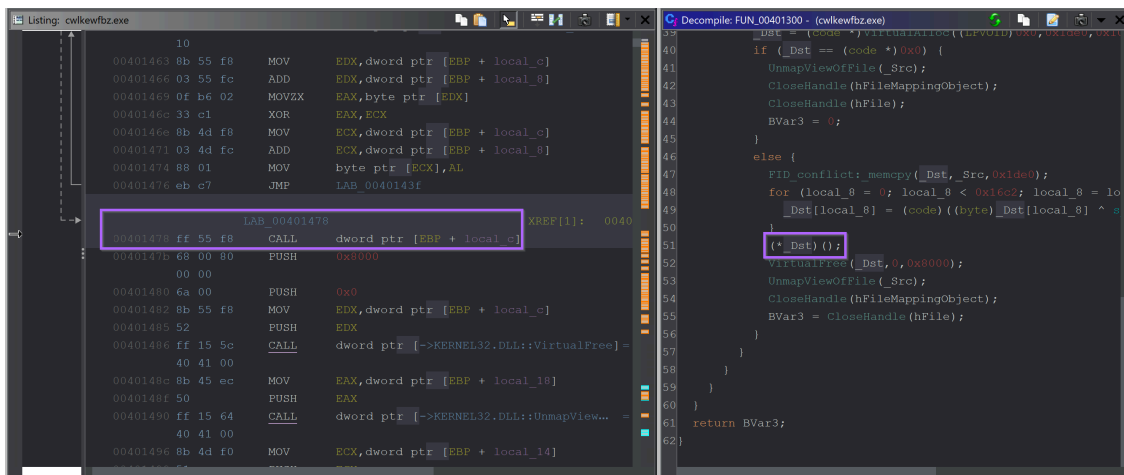 Listing: cwlkewfbz.exe
10
00401463 8b 55 f8 MOV EDX,dword ptr [EBP + local_c]
00401466 03 55 fc ADD EDX,dword ptr [EBP + local_8]
00401469 0f b6 02 MOVZX EAX,byte ptr [EDX]
0040146c 33 c1 XOR EAX,ECX
0040146e 8b 4d f8 MOV ECX,dword ptr [EBP + local_c]
00401471 03 4d fc ADD ECX,dword ptr [EBP + local_8]
00401474 88 01 MOV byte ptr [ECX],AL
00401476 eb c7 JMP LAB_0040143f
LAB_00401478 XREF[1]: 0040
00401478 ff 55 f8 CALL dword ptr [EBP + local_c]
0040147b 68 00 80 PUSH 0x8000
00 00
00401480 6a 00 PUSH 0x0
00401482 8b 55 f8 MOV EDX,dword ptr [EBP + local_c]
00401485 52 PUSH EDX
00401486 ff 15 5c CALL dword ptr [->KERNEL32.DLL::VirtualFree] =
40 41 00
0040148c 8b 45 ec MOV EAX,dword ptr [EBP + local_18]
0040148f 50 PUSH EAX
00401490 ff 15 64 CALL dword ptr [->KERNEL32.DLL::UnmapView... =
40 41 00
00401496 8b 4d f0 MOV ECX,dword ptr [EBP + local_14]
Decompile: FUN_00401300 - (cwlkewfbz.exe)
39 _Dst = (code *)VirtualAlloc((LPVOID)0x0,0x1de0,0x10
40 if (_Dst == (code *)0x0) {
41 UnmapViewOfFile(_Src);
42 CloseHandle(hFileMappingObject);
43 CloseHandle(hFile);
44 BVar3 = 0;
45 }
46 else {
47 FID_conflict:_memcpy(_Dst,_Src,0x1de0);
48 for (local_8 = 0; local_8 < 0x16c2; local_8 = lo
49 _Dst[local_8] = (code)((byte)_Dst[local_8] ^ s
50 }
51 (*_Dst)();
52 VirtualFree(_Dst,0,0x8000);
53 UnmapViewOfFile(_Src);
54 CloseHandle(hFileMappingObject);
55 BVar3 = CloseHandle(hFile);
56 }
57 }
58 }
59 }
60 }
61 return BVar3;
62 }